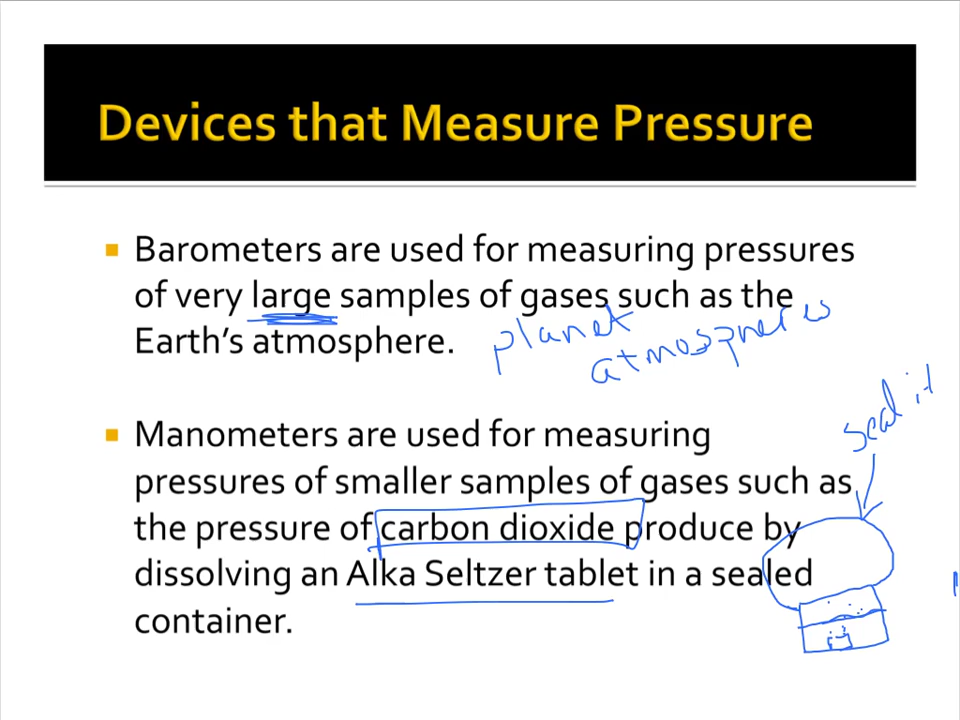 Devices that Measure Pressure
Barometers are used for measuring pressures
of very large samples of gases such as the
Earth's atmosphere.
planet
atmospheres
Manometers are used for measuring
pressures of smaller samples of gases such as
the pressure of carbon dioxide produce by
dissolving an Alka Seltzer tablet in a sealed
container.
seal it